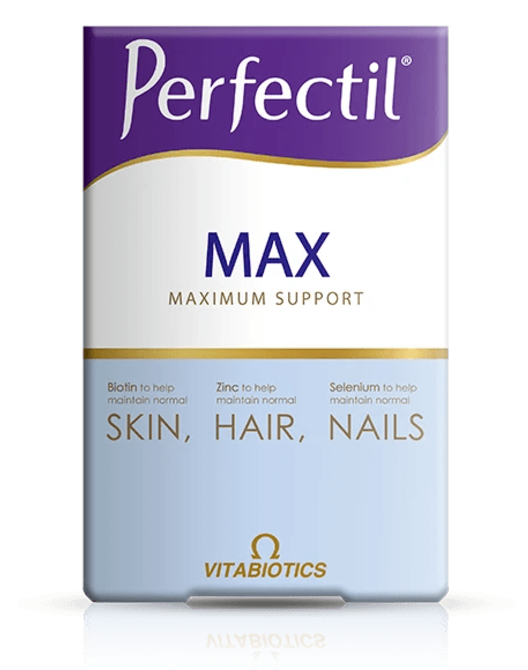 Perfectil®
MAX
MAXIMUM SUPPORT
Biotin to help
maintain normal
SKIN,
Zinc to help
maintain normal
HAIR,
Selenium to help
maintain normal
NAILS
VITABIOTICS